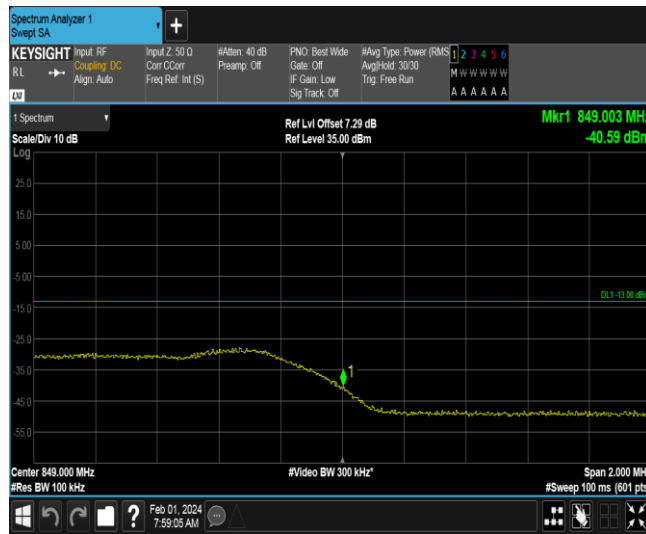 Spectrum Analyzer 1
Swept SA
+
KEYSIGHT
RL
LXI
Input: RF
Coupling: DC
Align: Auto
Input Z: 50 Ω
Corr CCorr
Freq Ref: Int (S)
#Atten: 40 dB
Preamp: Off
PNO: Best Wide
Gate: Off
IF Gain: Low
Sig Track: Off
#Avg Type: Power (RMS
Avg|Hold: 30/30
Trig: Free Run
1 2 3 4 5 6
M W W W W W
A A A A A A
1 Spectrum
Scale/Div 10 dB
Log
Ref Lvl Offset 7.29 dB
Ref Level 35.00 dBm
Mkr1 849.003 MHz
-40.59 dBm
25.0
15.0
5.00
-5.00
-15.0
-25.0
-35.0
-45.0
-55.0
DL1 -13.00 dBm
1
Center 849.000 MHz
#Res BW 100 kHz
#Video BW 300 kHz*
Span 2.000 MHz
#Sweep 100 ms (601 pts
?
Feb 01, 2024
7:59:05 AM